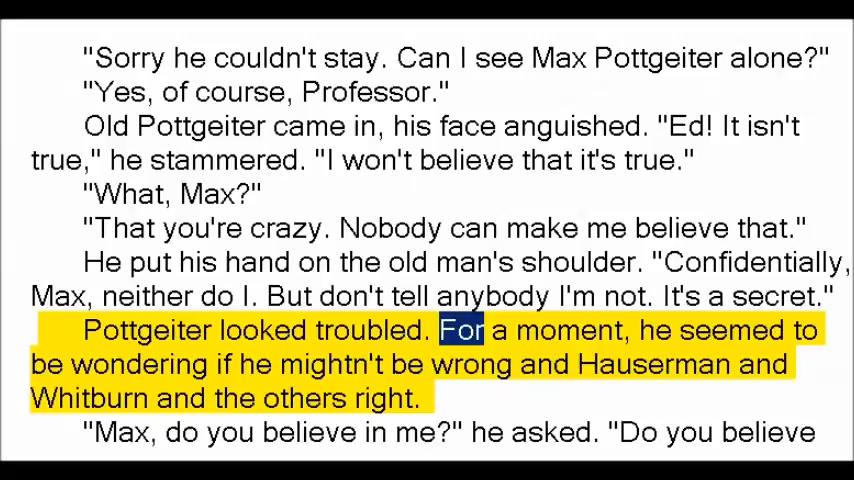 "Sorry he couldn't stay. Can I see Max Pottgeiter alone?"
"Yes, of course, Professor."
Old Pottgeiter came in, his face anguished. "Ed! It isn't
true," he stammered. "I won't believe that it's true."
"What, Max?"
"That you're crazy. Nobody can make me believe that."
He put his hand on the old man's shoulder. "Confidentially,
Max, neither do I. But don't tell anybody I'm not. It's a secret."
Pottgeiter looked troubled. For a moment, he seemed to
be wondering if he mightn't be wrong and Hauserman and
Whitburn and the others right.
"Max, do you believe in me?" he asked. "Do you believe